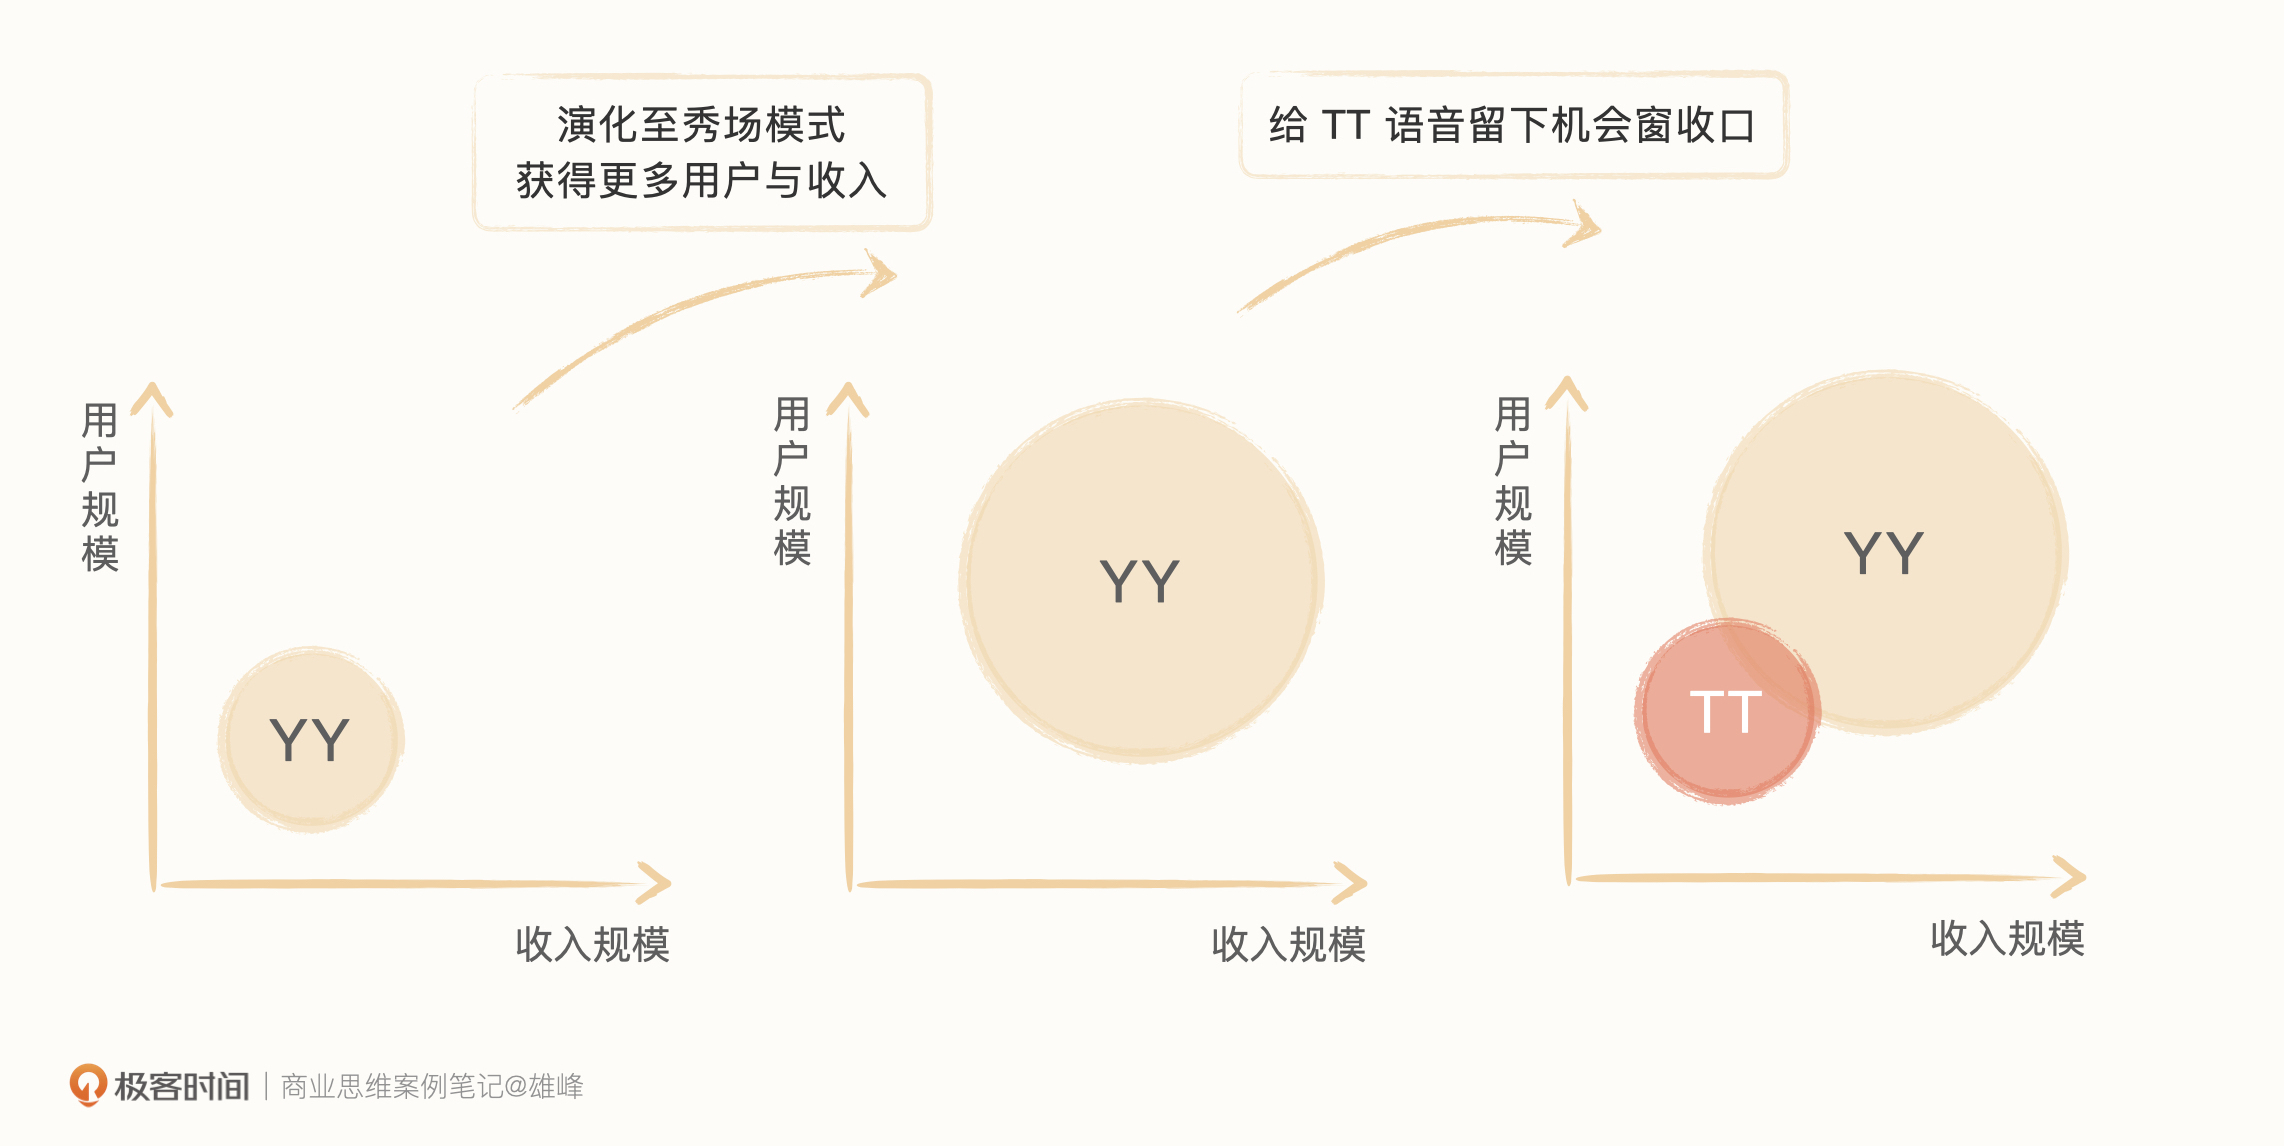 演化至秀场模式
获得更多用户与收入
给 TT 语音留下机会窗收口
用户规模
YY
收入规模
用户规模
YY
收入规模
用户规模
YY
TT
收入规模
极客时间 | 商业思维案例笔记@雄峰